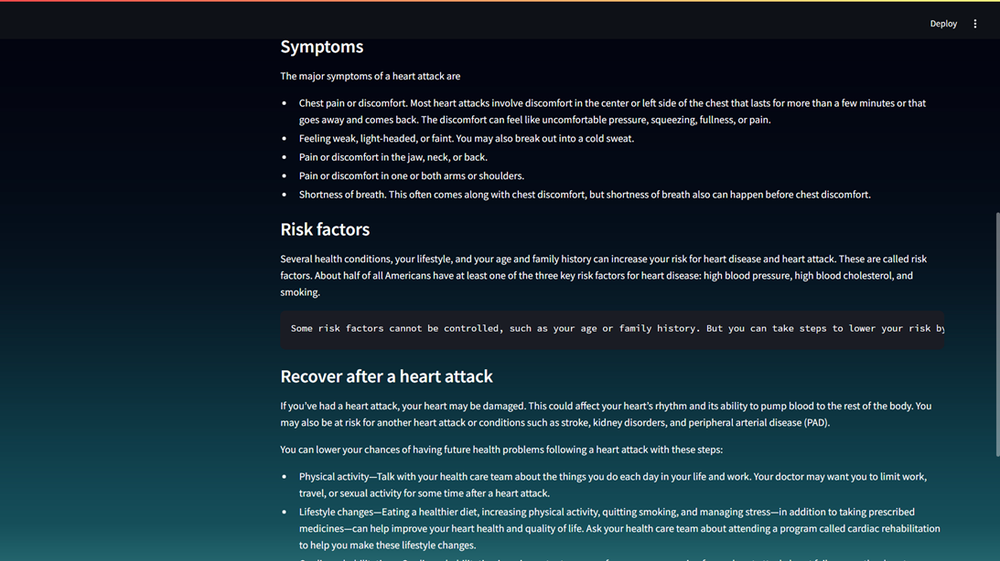 Deploy
Symptoms
The major symptoms of a heart attack are
Chest pain or discomfort. Most heart attacks involve discomfort in the center or left side of the chest that lasts for more than a few minutes or that
goes away and comes back. The discomfort can feel like uncomfortable pressure, squeezing, fullness, or pain.
Feeling weak, light-headed, or faint. You may also break out into a cold sweat.
Pain or discomfort in the jaw, neck, or back.
Pain or discomfort in one or both arms or shoulders.
Shortness of breath. This often comes along with chest discomfort, but shortness of breath also can happen before chest discomfort.
Risk factors
Several health conditions, your lifestyle, and your age and family history can increase your risk for heart disease and heart attack. These are called risk
factors. About half of all Americans have at least one of the three key risk factors for heart disease: high blood pressure, high blood cholesterol, and
smoking.
Some risk factors cannot be controlled, such as your age or family history. But you can take steps to lower your risk by
Recover after a heart attack
If you’ve had a heart attack, your heart may be damaged. This could affect your heart’s rhythm and its ability to pump blood to the rest of the body. You
may also be at risk for another heart attack or conditions such as stroke, kidney disorders, and peripheral arterial disease (PAD).
You can lower your chances of having future health problems following a heart attack with these steps:
Physical activity—Talk with your health care team about the things you do each day in your life and work. Your doctor may want you to limit work,
travel, or sexual activity for some time after a heart attack.
Lifestyle changes—Eating a healthier diet, increasing physical activity, quitting smoking, and managing stress—in addition to taking prescribed
medicines—can help improve your heart health and quality of life. Ask your health care team about attending a program called cardiac rehabilitation
to help you make these lifestyle changes.